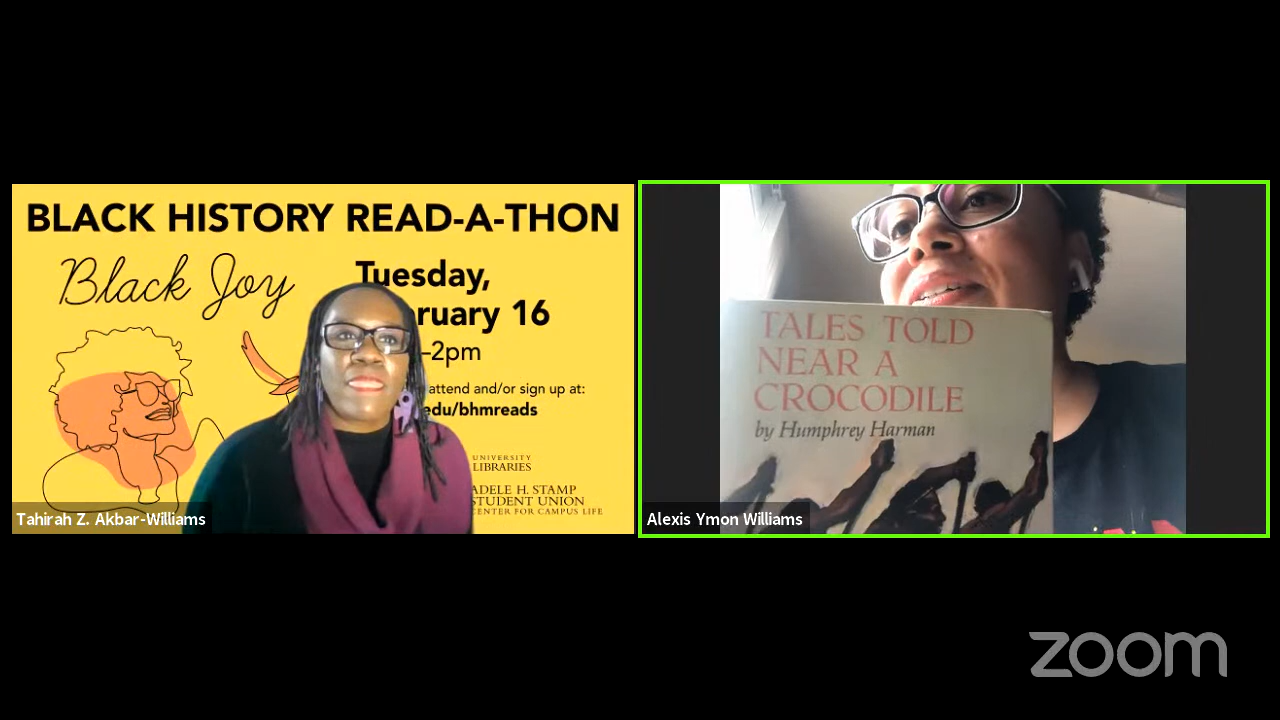 BLACK HISTORY READ-A-THON
Black Joy
Tuesday,
ruary 16
–2pm
attend and/or sign up at:
edu/bhmreads
UNIVERSITY
LIBRARIES
ADELE H. STAMP
STUDENT UNION
CENTER FOR CAMPUS LIFE
Tahirah Z. Akbar-Williams
TALES TOLD
NEAR A
CROCODILE
by Humphrey Harman
Alexis Ymon Williams
zoom